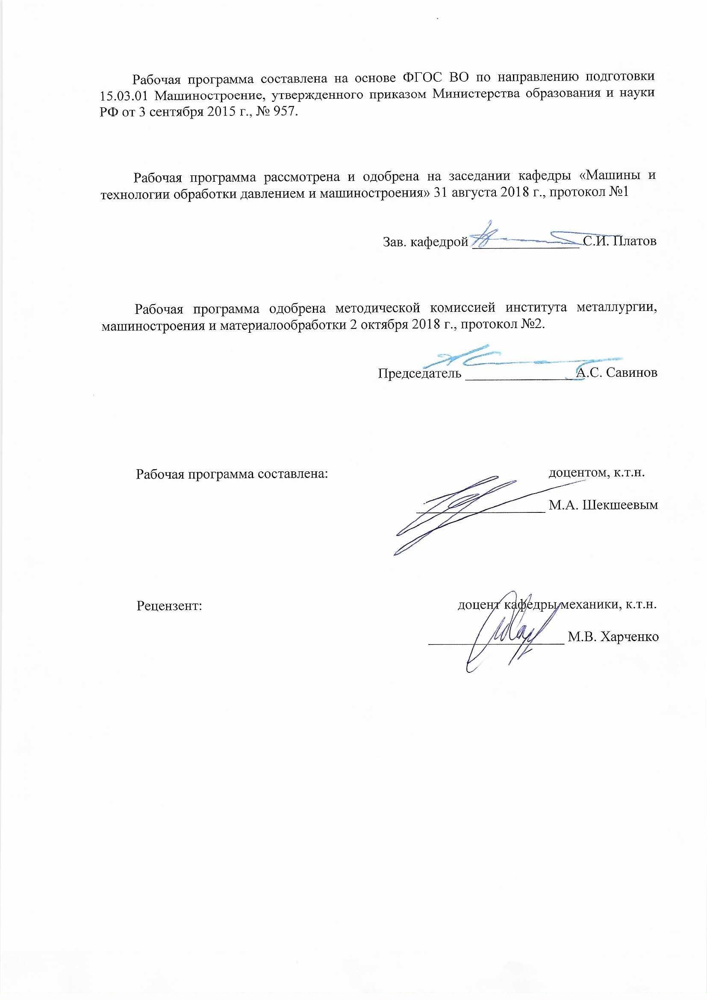 Рабочая программа составлена на основе ФГОС ВО по направлению подготовки
15.03.01 Машиностроение, утвержденного приказом Министерства образования и науки
РФ от 3 сентября 2015 г., № 957.
Рабочая программа рассмотрена и одобрена на заседании кафедры «Машины и
технологии обработки давлением и машиностроения» 31 августа 2018 г., протокол №1
Зав. кафедрой ________________ С.И. Платов
Рабочая программа одобрена методической комиссией института металлургии,
машиностроения и материалообработки 2 октября 2018 г., протокол №2.
Председатель ________________ А.С. Савинов
Рабочая программа составлена: доцентом, к.т.н.
___________________ М.А. Шекшеевым
Рецензент: доцент кафедры механики, к.т.н.
____________________ М.В. Харченко